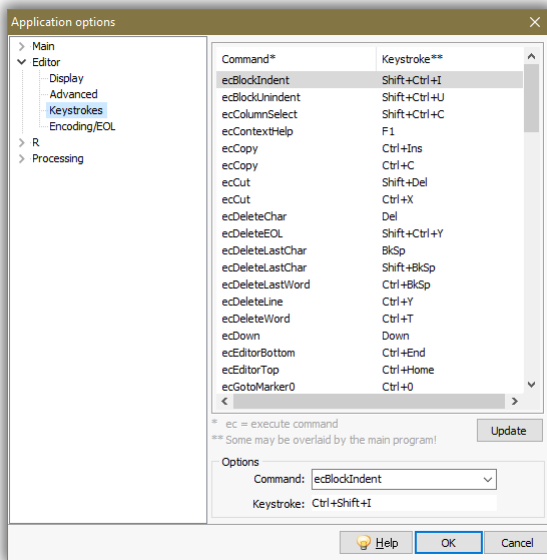 Application options
Main
Editor
Display
Advanced
Keystrokes
Encoding/EOL
R
Processing
Command* Keystroke**
ecBlockIndent Shift+Ctrl+I
ecBlockUnindent Shift+Ctrl+U
ecColumnSelect Shift+Ctrl+C
ecContextHelp F1
ecCopy Ctrl+Ins
ecCopy Ctrl+C
ecCut Shift+Del
ecCut Ctrl+X
ecDeleteChar Del
ecDeleteEOL Shift+Ctrl+Y
ecDeleteLastChar BkSp
ecDeleteLastChar Shift+BkSp
ecDeleteLastWord Ctrl+BkSp
ecDeleteLine Ctrl+Y
ecDeleteWord Ctrl+T
ecDown Down
ecEditorBottom Ctrl+End
ecEditorTop Ctrl+Home
ecGotoMarker0 Ctrl+0
* ec = execute command
** Some may be overlaid by the main program!
Update
Options
Command: ecBlockIndent
Keystroke: Ctrl+Shift+I
Help OK Cancel